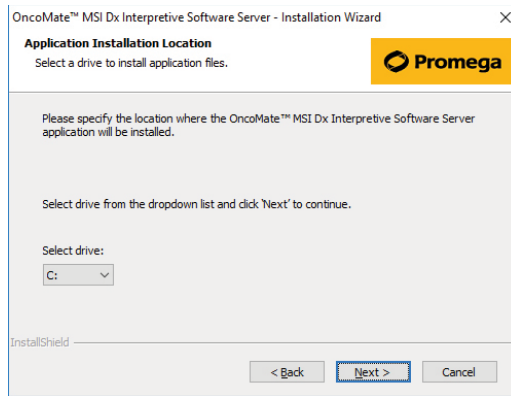 OncoMate™ MSI Dx Interpretive Software Server - Installation Wizard
Application Installation Location
Select a drive to install application files.
Promega
Please specify the location where the OncoMate™ MSI Dx Interpretive Software Server
application will be installed.
Select drive from the dropdown list and click 'Next' to continue.
Select drive:
C:
InstallShield
< Back
Next >
Cancel